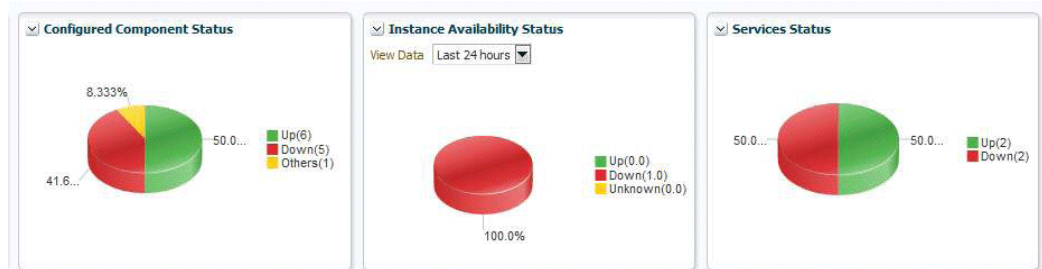 Configured Component Status
8.333%
50.0...
41.6...
Up(6)
Down(5)
Others(1)
Instance Availability Status
View Data Last 24 hours
100.0%
Up(0.0)
Down(1.0)
Unknown(0.0)
Services Status
50.0...
50.0...
Up(2)
Down(2)